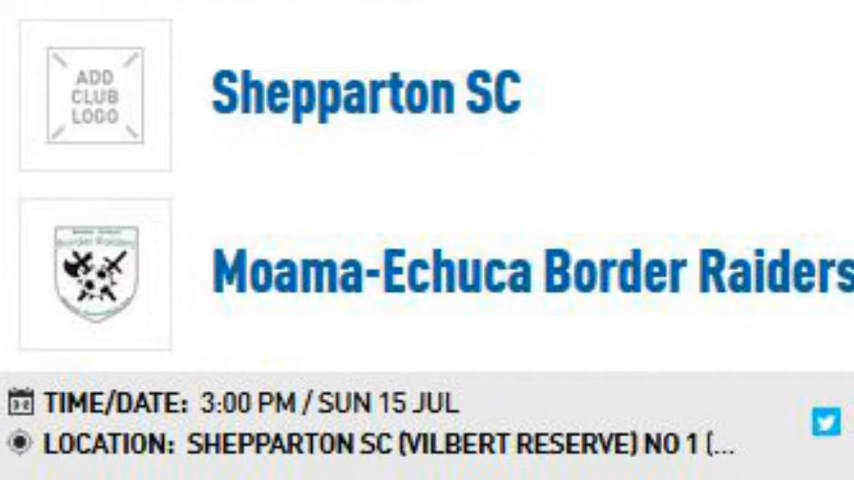 ADD
CLUB
LOGO
Shepparton SC
Border Raiders
Moama-Echuca Border Raiders
TIME/DATE: 3:00 PM / SUN 15 JUL
LOCATION: SHEPPARTON SC (VILBERT RESERVE) NO 1 (...